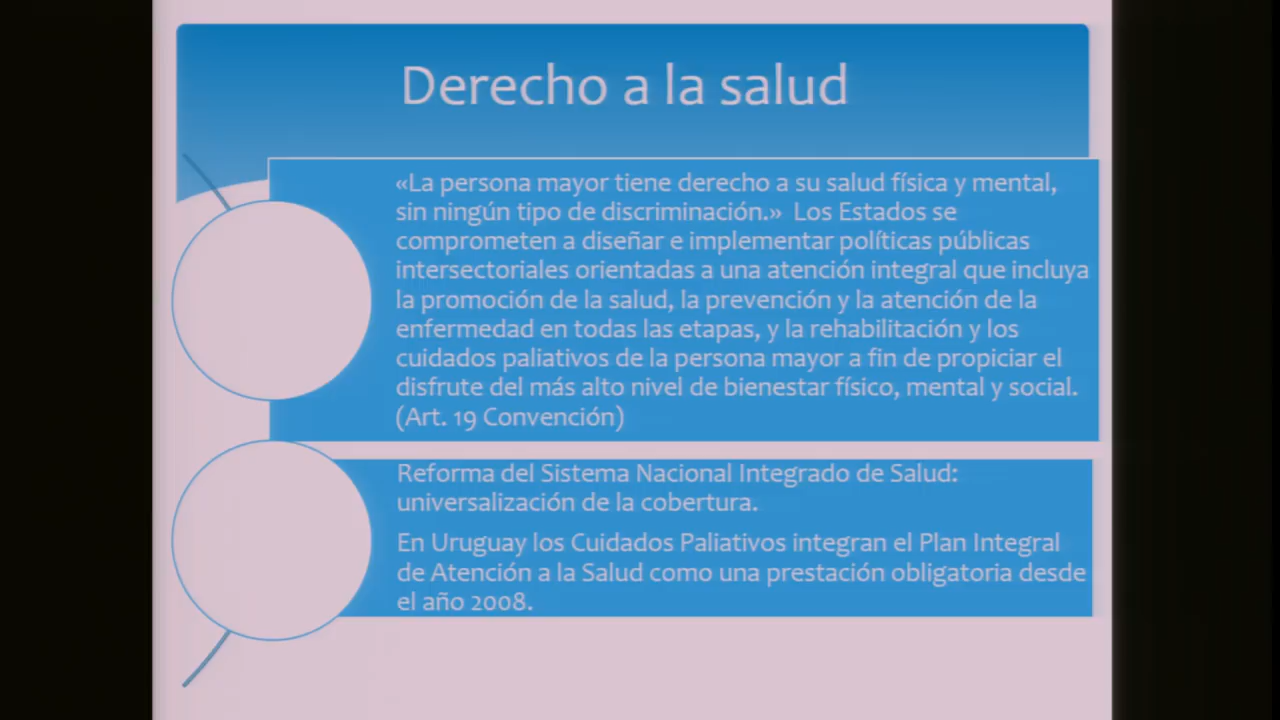 Derecho a la salud
«La persona mayor tiene derecho a su salud física y mental,
sin ningún tipo de discriminación.» Los Estados se
comprometen a diseñar e implementar políticas públicas
intersectoriales orientadas a una atención integral que incluya
la promoción de la salud, la prevención y la atención de la
enfermedad en todas las etapas, y la rehabilitación y los
cuidados paliativos de la persona mayor a fin de propiciar el
disfrute del más alto nivel de bienestar físico, mental y social.
(Art. 19 Convención)
Reforma del Sistema Nacional Integrado de Salud:
universalización de la cobertura.
En Uruguay los Cuidados Paliativos integran el Plan Integral
de Atención a la Salud como una prestación obligatoria desde
el año 2008.